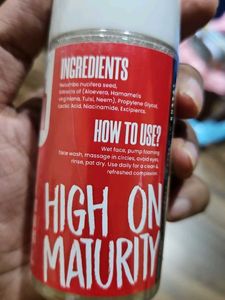 INGREDIENTS
Nelumbo nucifera seed,
Extracts of (Aloevera, Hamamelis
Virginiana, Tulsi, Neem), Propylene Glycol,
Lactic Acid, Niacinamide, Excipients.
HOW TO USE?
Wet face, pump foaming
face wash, massage in circles, avoid eyes,
rinse, pat dry. Use daily for a clean &
refreshed complexion.
HIGH ON
MATURITY